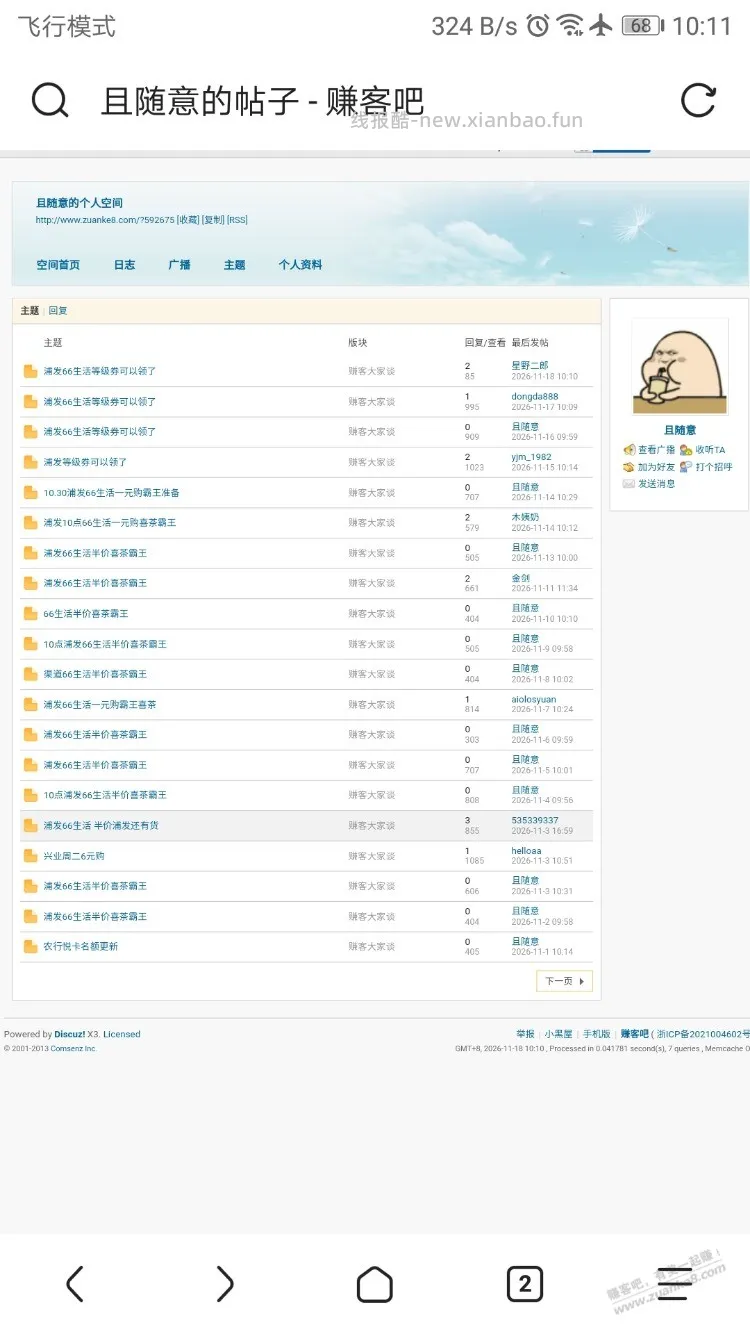 飞行模式 324 B/s 68 10:11
且随意的帖子 - 赚客吧
线报酷-new.xianbao.fun
且随意的个人空间
http://www.zuanke8.com/?592675 [收藏] [复制] [RSS]
空间首页 日志 广播 主题 个人资料
主题 | 回复
主题 版块 回复/查看 最后发帖
浦发66生活等级券可以领了 赚客大家谈 2 星野二郎
85 2026-11-18 10:10
浦发66生活等级券可以领了 赚客大家谈 1 dongda888
995 2026-11-17 10:09
浦发66生活等级券可以领了 赚客大家谈 0 且随意
909 2026-11-16 09:59
浦发等级券可以领了 赚客大家谈 2 yjm_1982
1023 2026-11-15 10:14
10.30浦发66生活一元购霸王准备 赚客大家谈 0 且随意
707 2026-11-14 10:29
浦发10点66生活一元购喜茶霸王 赚客大家谈 2 木姨奶
579 2026-11-14 10:12
浦发66生活半价喜茶霸王 赚客大家谈 0 且随意
505 2026-11-13 10:00
浦发66生活半价喜茶霸王 赚客大家谈 2 金剑
661 2026-11-11 11:34
66生活半价喜茶霸王 赚客大家谈 0 且随意
404 2026-11-10 10:10
10点浦发66生活半价喜茶霸王 赚客大家谈 0 且随意
505 2026-11-9 09:58
渠道66生活半价喜茶霸王 赚客大家谈 0 且随意
404 2026-11-8 10:02
浦发66生活一元购霸王喜茶 赚客大家谈 1 aiolosyuan
814 2026-11-7 10:24
浦发66生活半价喜茶霸王 赚客大家谈 0 且随意
303 2026-11-6 09:59
浦发66生活半价喜茶霸王 赚客大家谈 0 且随意
707 2026-11-5 10:01
10点浦发66生活半价喜茶霸王 赚客大家谈 0 且随意
808 2026-11-4 09:56
浦发66生活 半价浦发还有货 赚客大家谈 3 535339337
855 2026-11-3 16:59
兴业周二6元购 赚客大家谈 1 helloaa
1085 2026-11-3 10:51
浦发66生活半价喜茶霸王 赚客大家谈 0 且随意
606 2026-11-3 10:31
浦发66生活半价喜茶霸王 赚客大家谈 0 且随意
404 2026-11-2 09:58
农行悦卡名额更新 赚客大家谈 0 且随意
405 2026-11-1 10:14
下一页
且随意
查看广播 收听TA
加为好友 打个招呼
发送消息
Powered by Discuz! X3. Licensed
© 2001-2013 Comsenz Inc.
举报 | 小黑屋 | 手机版 | 赚客吧 ( 浙ICP备2021004602号
GMT+8, 2026-11-18 10:10 , Processed in 0.041781 second(s), 7 queries , Memcache O
2
赚客吧，有奖一起赚！
www.zuanke8.com